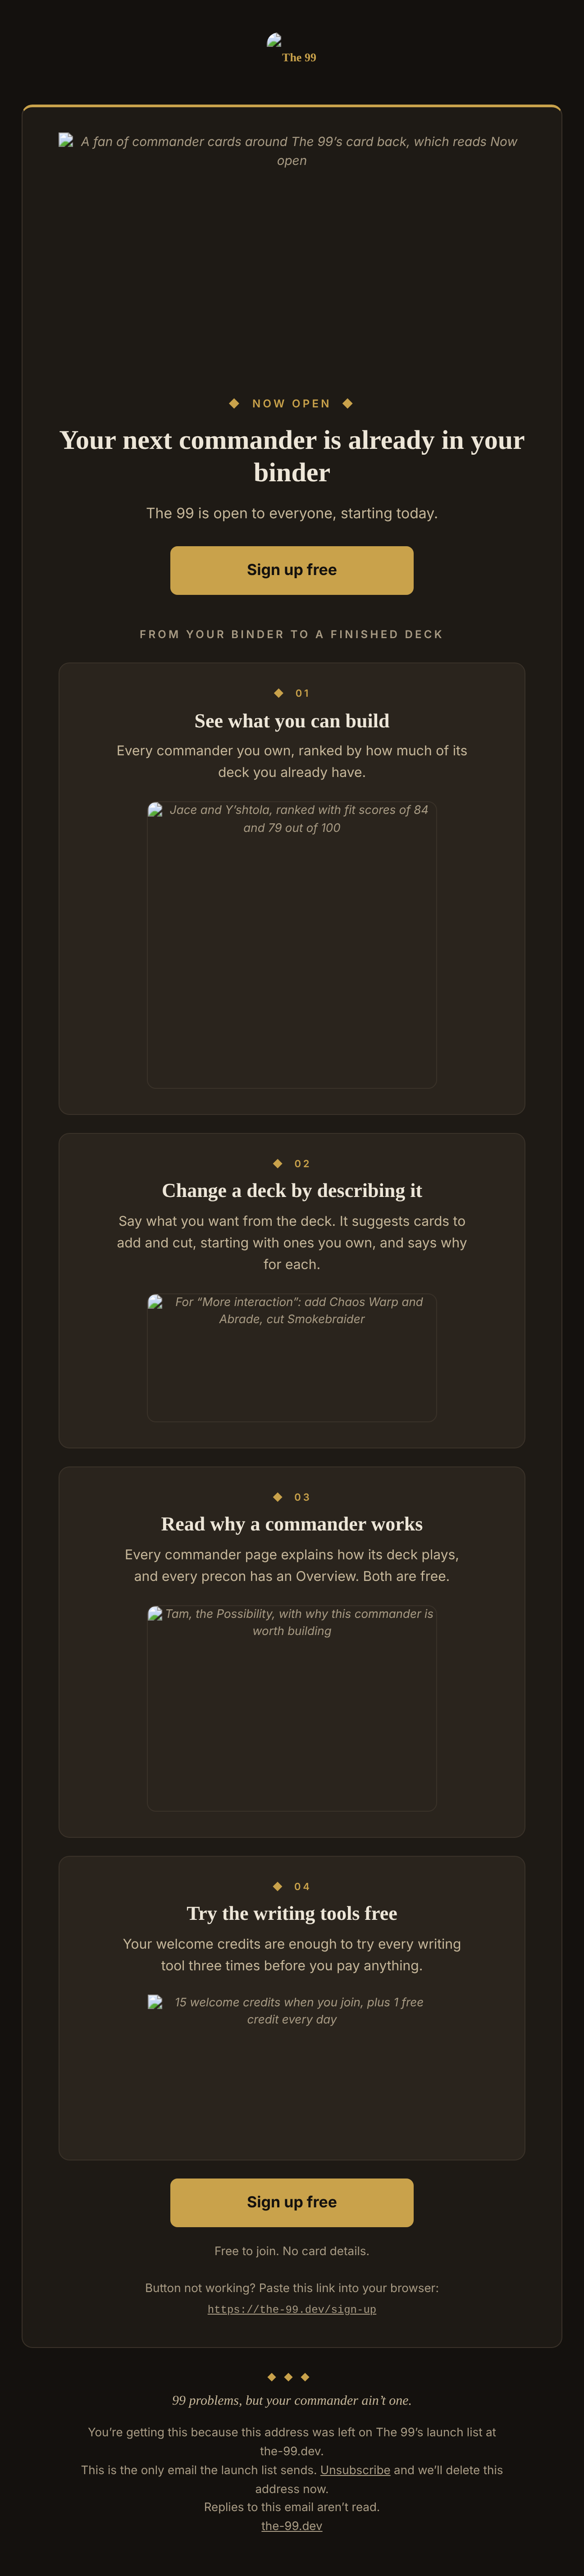 The 99
A fan of commander cards around The 99’s card back, which reads Now
open
◆ NOW OPEN ◆
Your next commander is already in your
binder
The 99 is open to everyone, starting today.
Sign up free
FROM YOUR BINDER TO A FINISHED DECK
◆ 01
See what you can build
Every commander you own, ranked by how much of its
deck you already have.
Jace and Y’shtola, ranked with fit scores of 84
and 79 out of 100
◆ 02
Change a deck by describing it
Say what you want from the deck. It suggests cards to
add and cut, starting with ones you own, and says why
for each.
For “More interaction”: add Chaos Warp and
Abrade, cut Smokebraider
◆ 03
Read why a commander works
Every commander page explains how its deck plays,
and every precon has an Overview. Both are free.
Tam, the Possibility, with why this commander is
worth building
◆ 04
Try the writing tools free
Your welcome credits are enough to try every writing
tool three times before you pay anything.
15 welcome credits when you join, plus 1 free
credit every day
Sign up free
Free to join. No card details.
Button not working? Paste this link into your browser:
https://the-99.dev/sign-up
◆ ◆ ◆
99 problems, but your commander ain’t one.
You’re getting this because this address was left on The 99’s launch list at
the-99.dev.
This is the only email the launch list sends. Unsubscribe and we’ll delete this
address now.
Replies to this email aren’t read.
the-99.dev